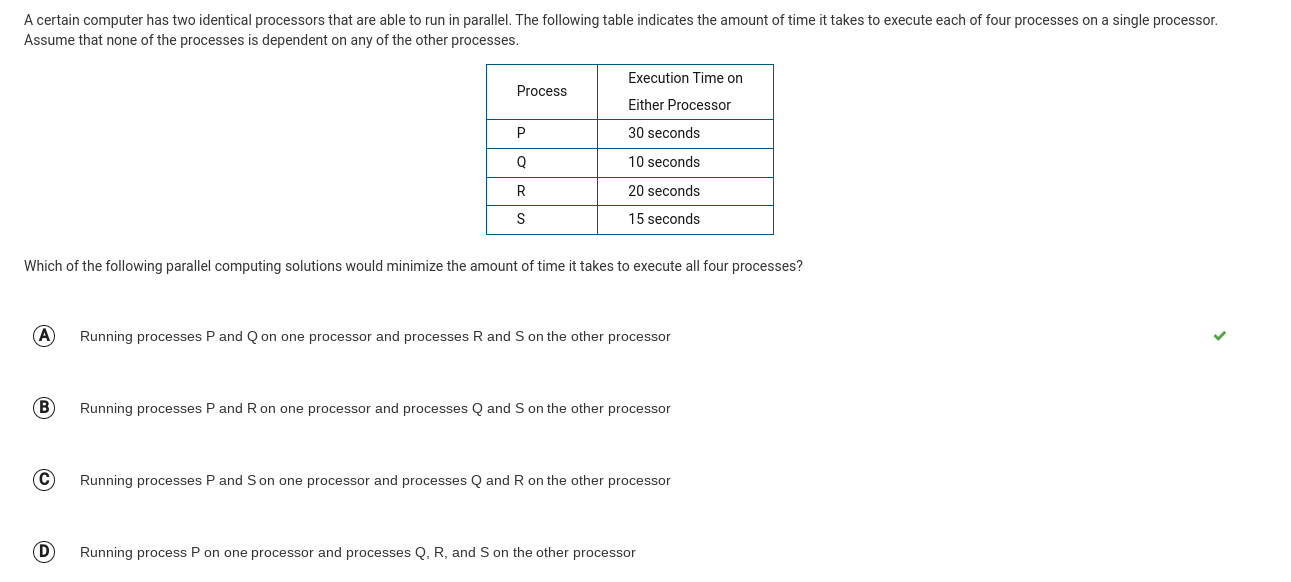 A certain computer has two identical processors that are able to run in parallel. The following table indicates the amount of time it takes to execute each of four processes on a single processor.
Assume that none of the processes is dependent on any of the other processes.
Process
Execution Time on
Either Processor
P 30 seconds
Q 10 seconds
R 20 seconds
S 15 seconds
Which of the following parallel computing solutions would minimize the amount of time it takes to execute all four processes?
A Running processes P and Q on one processor and processes R and S on the other processor
B Running processes P and R on one processor and processes Q and S on the other processor
C Running processes P and S on one processor and processes Q and R on the other processor
D Running process P on one processor and processes Q, R, and S on the other processor